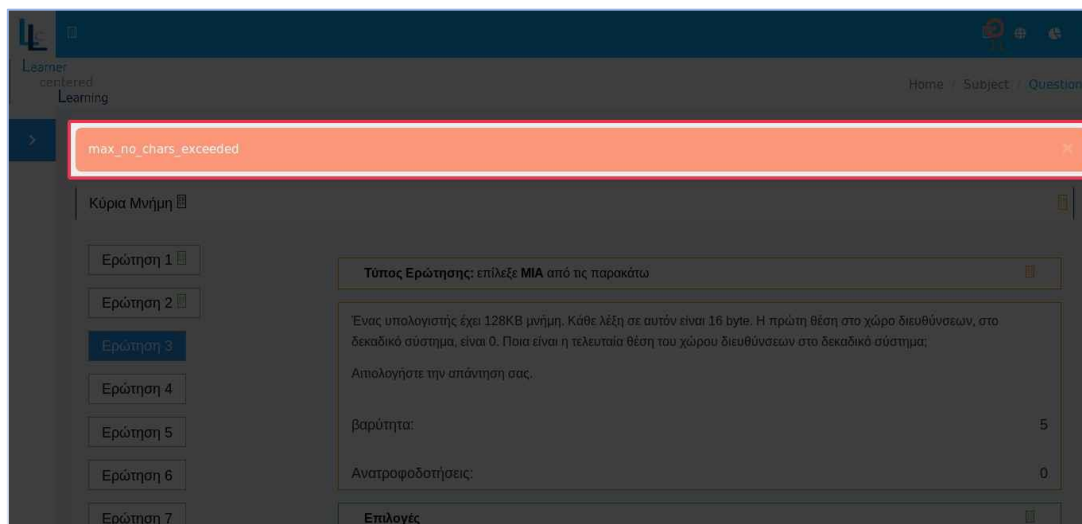 LLC
Learner
centered
Learning
Home / Subject / Question
max_no_chars_exceeded
Κύρια Μνήμη
Ερώτηση 1
Ερώτηση 2
Ερώτηση 3
Ερώτηση 4
Ερώτηση 5
Ερώτηση 6
Ερώτηση 7
Τύπος Ερώτησης: επίλεξε ΜΙΑ από τις παρακάτω
Ένας υπολογιστής έχει 128KB μνήμη. Κάθε λέξη σε αυτόν είναι 16 byte. Η πρώτη θέση στο χώρο διευθύνσεων, στο
δεκαδικό σύστημα, είναι 0. Ποια είναι η τελευταία θέση του χώρου διευθύνσεων στο δεκαδικό σύστημα;
Αιτιολογήστε την απάντηση σας.
βαρύτητα: 5
Ανατροφοδοτήσεις: 0
Επιλογές